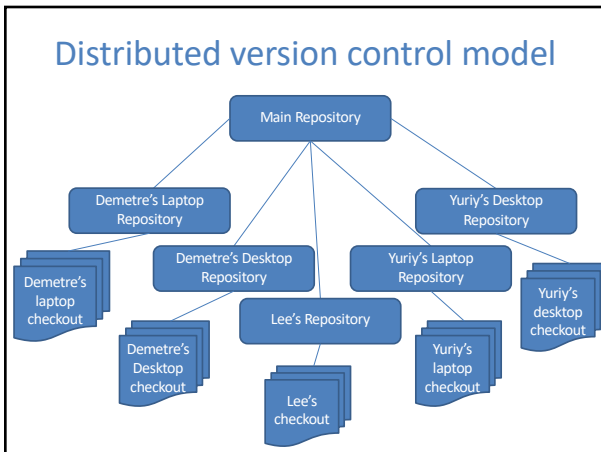 Distributed version control model
Main Repository
Demetre's Laptop
Repository
Yuriy's Desktop
Repository
Demetre's Desktop
Repository
Yuriy's Laptop
Repository
Demetre's
laptop
checkout
Yuriy's
desktop
checkout
Lee's Repository
Demetre's
Desktop
checkout
Yuriy's
laptop
checkout
Lee's
checkout